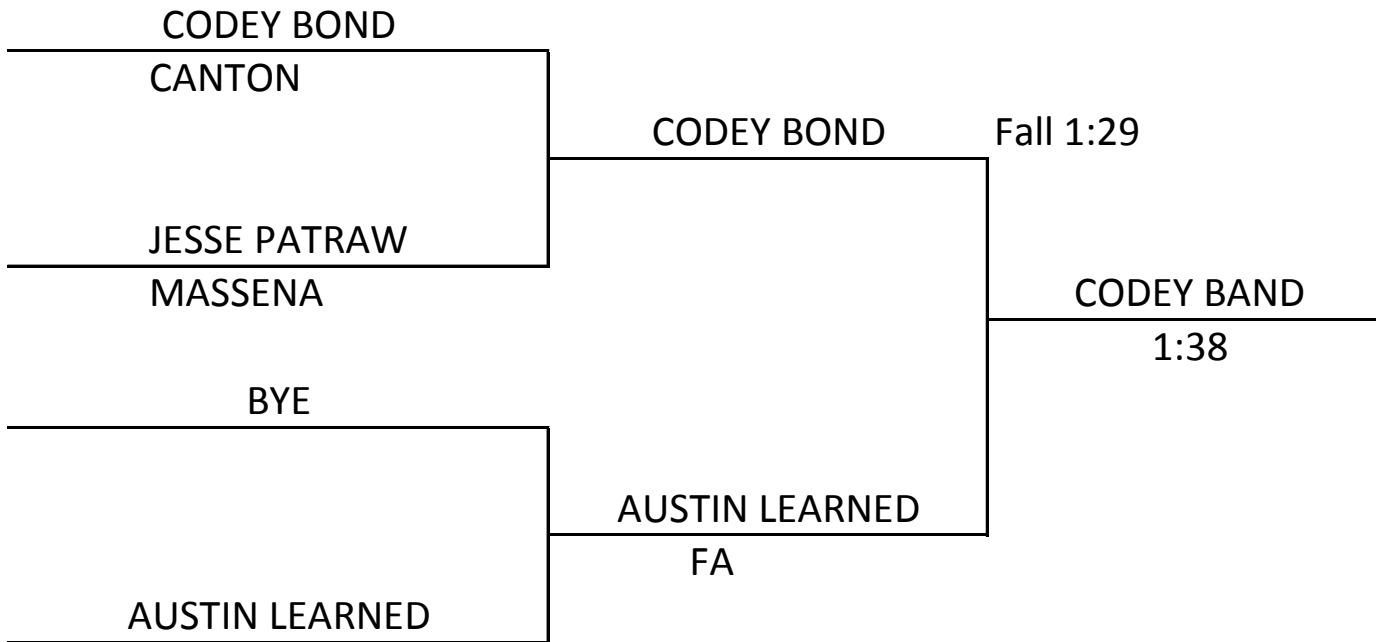 CODEY BOND
CANTON
CODEY BOND
Fall 1:29
JESSE PATRAW
MASSENA
CODEY BAND
1:38
BYE
AUSTIN LEARNED
FA
AUSTIN LEARNED